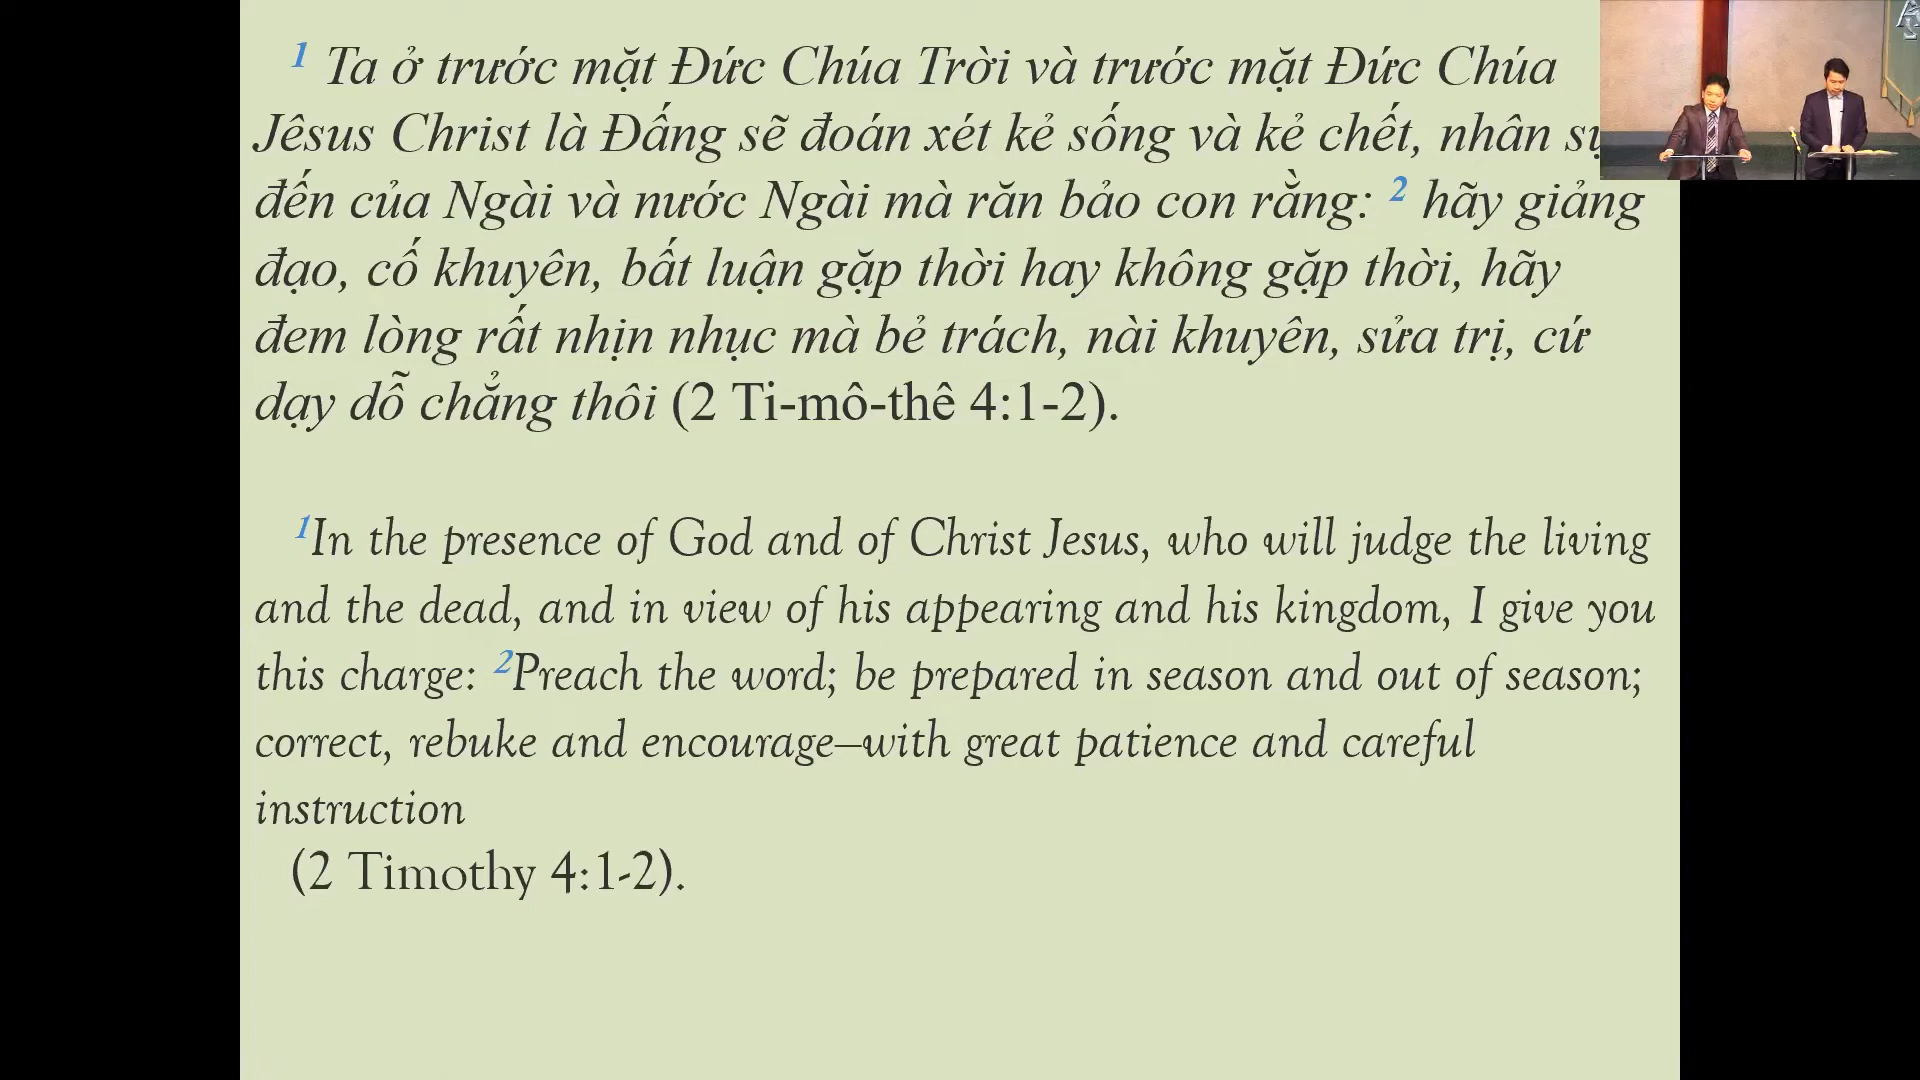 1 Ta ở trước mặt Đức Chúa Trời và trước mặt Đức Chúa
Jêsus Christ là Đấng sẽ đoán xét kẻ sống và kẻ chết, nhân sự
đến của Ngài và nước Ngài mà răn bảo con rằng: 2 hãy giảng
đạo, cố khuyên, bất luận gặp thời hay không gặp thời, hãy
đem lòng rất nhịn nhục mà bẻ trách, nài khuyên, sửa trị, cứ
dạy dỗ chẳng thôi (2 Ti-mô-thê 4:1-2).
1In the presence of God and of Christ Jesus, who will judge the living
and the dead, and in view of his appearing and his kingdom, I give you
this charge: 2Preach the word; be prepared in season and out of season;
correct, rebuke and encourage—with great patience and careful
instruction
(2 Timothy 4:1-2).